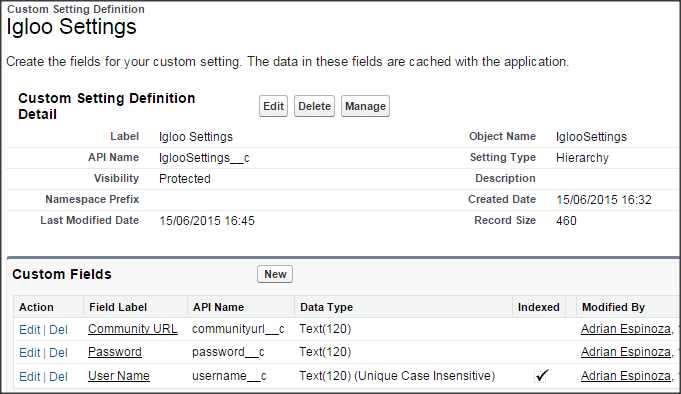 Custom Setting Definition
Igloo Settings
Create the fields for your custom setting. The data in these fields are cached with the application.
Custom Setting Definition Detail
Edit Delete Manage
Label Igloo Settings Object Name IglooSettings
API Name IglooSettings__c Setting Type Hierarchy
Visibility Protected Description
Namespace Prefix Created Date 15/06/2015 16:32
Last Modified Date 15/06/2015 16:45 Record Size 460
Custom Fields New
Action Field Label API Name Data Type Indexed Modified By
Edit | Del Community URL communityurl__c Text(120) Adrian Espinoza, 1
Edit | Del Password password__c Text(120) Adrian Espinoza, 1
Edit | Del User Name username__c Text(120) (Unique Case Insensitive) ✓ Adrian Espinoza, 1